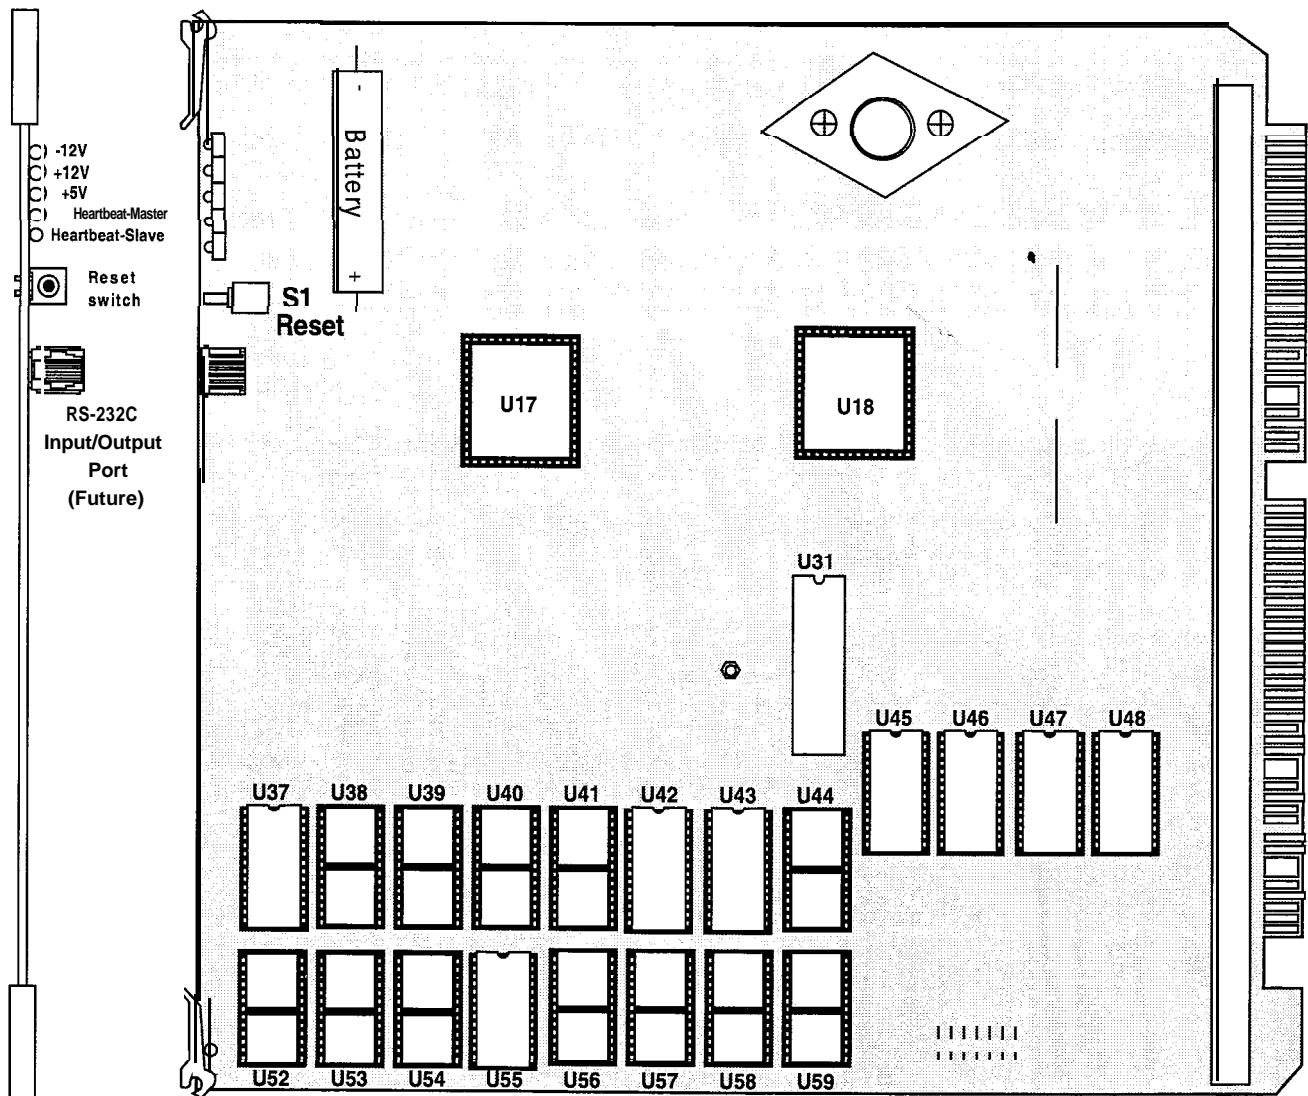 -12V
+12V
+5V
Heartbeat-Master
Heartbeat-Slave
Reset
switch
RS-232C
Input/Output
Port
(Future)
-
Battery
+
S1
Reset
U17
U18
U31
U45 U46 U47 U48
U37 U38 U39 U40 U41 U42 U43 U44
U52 U53 U54 U55 U56 U57 U58 U59